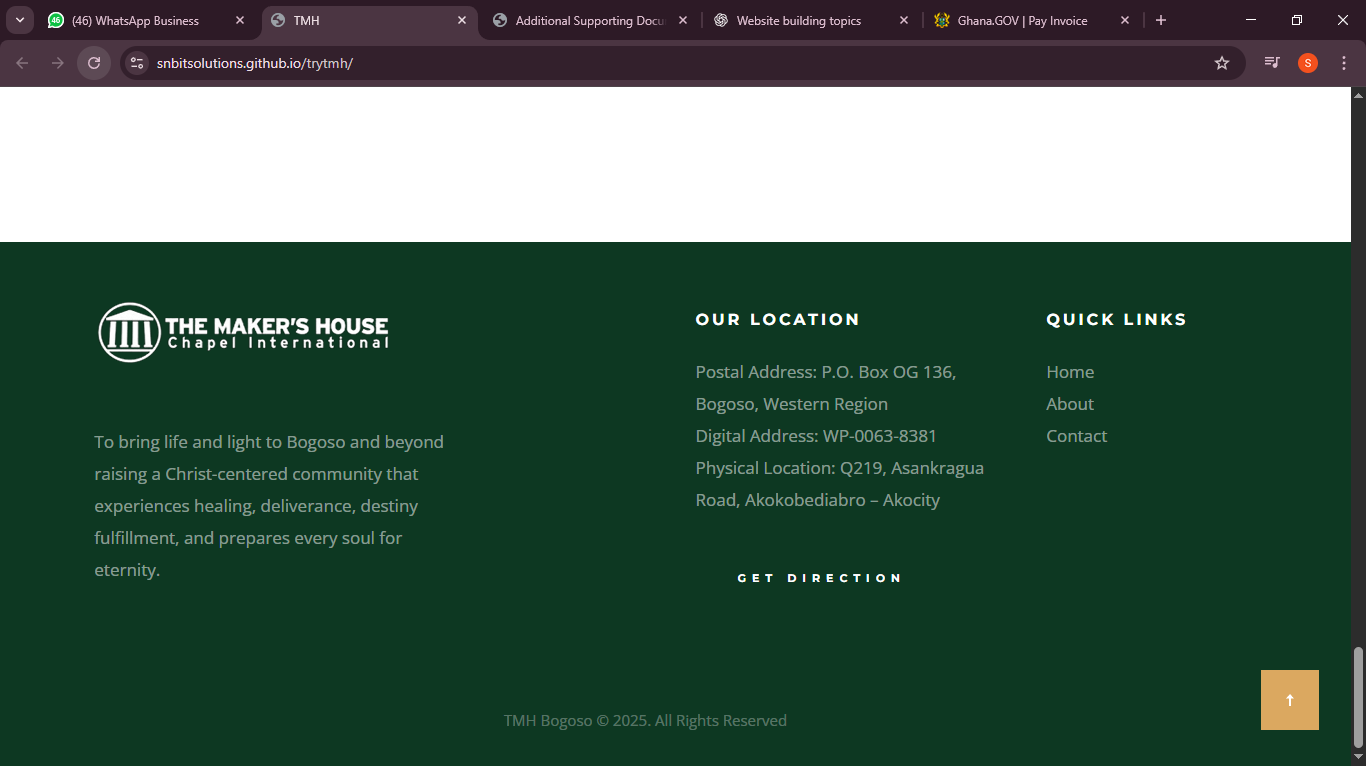 (46) WhatsApp Business
TMH
Additional Supporting Docu
Website building topics
Ghana.GOV | Pay Invoice
snbitsolutions.github.io/trytmh/
S
THE MAKER'S HOUSE
Chapel International
To bring life and light to Bogoso and beyond
raising a Christ-centered community that
experiences healing, deliverance, destiny
fulfillment, and prepares every soul for
eternity.
OUR LOCATION
Postal Address: P.O. Box OG 136,
Bogoso, Western Region
Digital Address: WP-0063-8381
Physical Location: Q219, Asankragua
Road, Akokobediabro – Akocity
GET DIRECTION
QUICK LINKS
Home
About
Contact
TMH Bogoso © 2025. All Rights Reserved